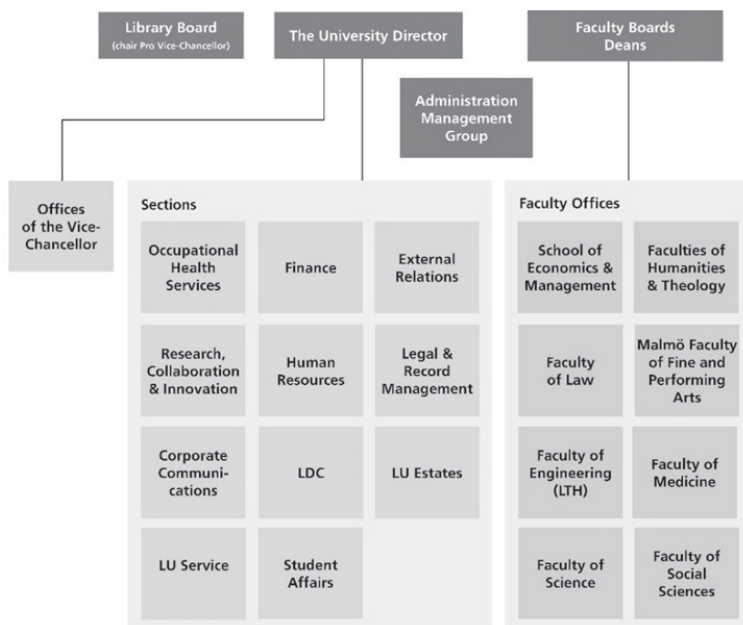 Library Board
(chair Pro Vice-Chancellor)
The University Director
Faculty Boards
Deans
Administration
Management
Group
Offices
of the Vice-
Chancellor
Sections
Occupational
Health
Services
Finance
External
Relations
Research,
Collaboration
& Innovation
Human
Resources
Legal &
Record
Management
Corporate
Communi-
cations
LDC
LU Estates
LU Service
Student
Affairs
Faculty Offices
School of
Economics &
Management
Faculties of
Humanities
& Theology
Faculty
of Law
Malmö Faculty
of Fine and
Performing
Arts
Faculty of
Engineering
(LTH)
Faculty of
Medicine
Faculty of
Science
Faculty of
Social
Sciences